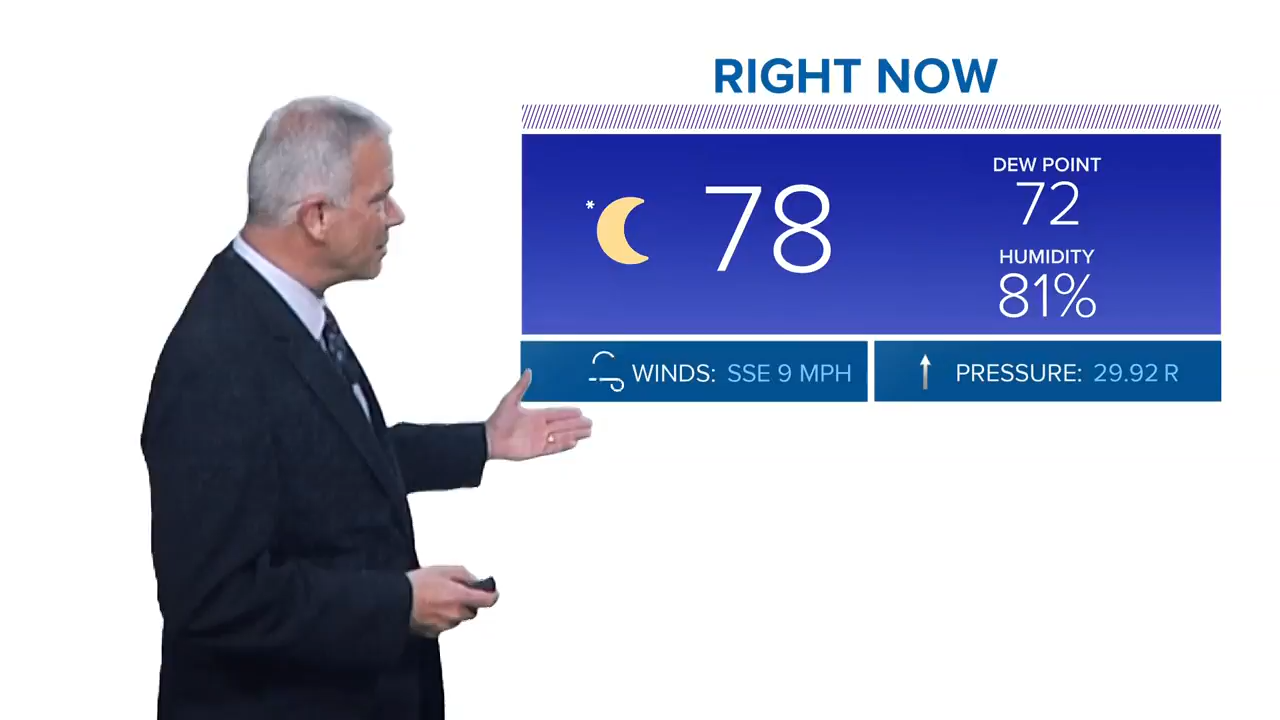 RIGHT NOW
78
DEW POINT
72
HUMIDITY
81%
WINDS: SSE 9 MPH
PRESSURE: 29.92 R